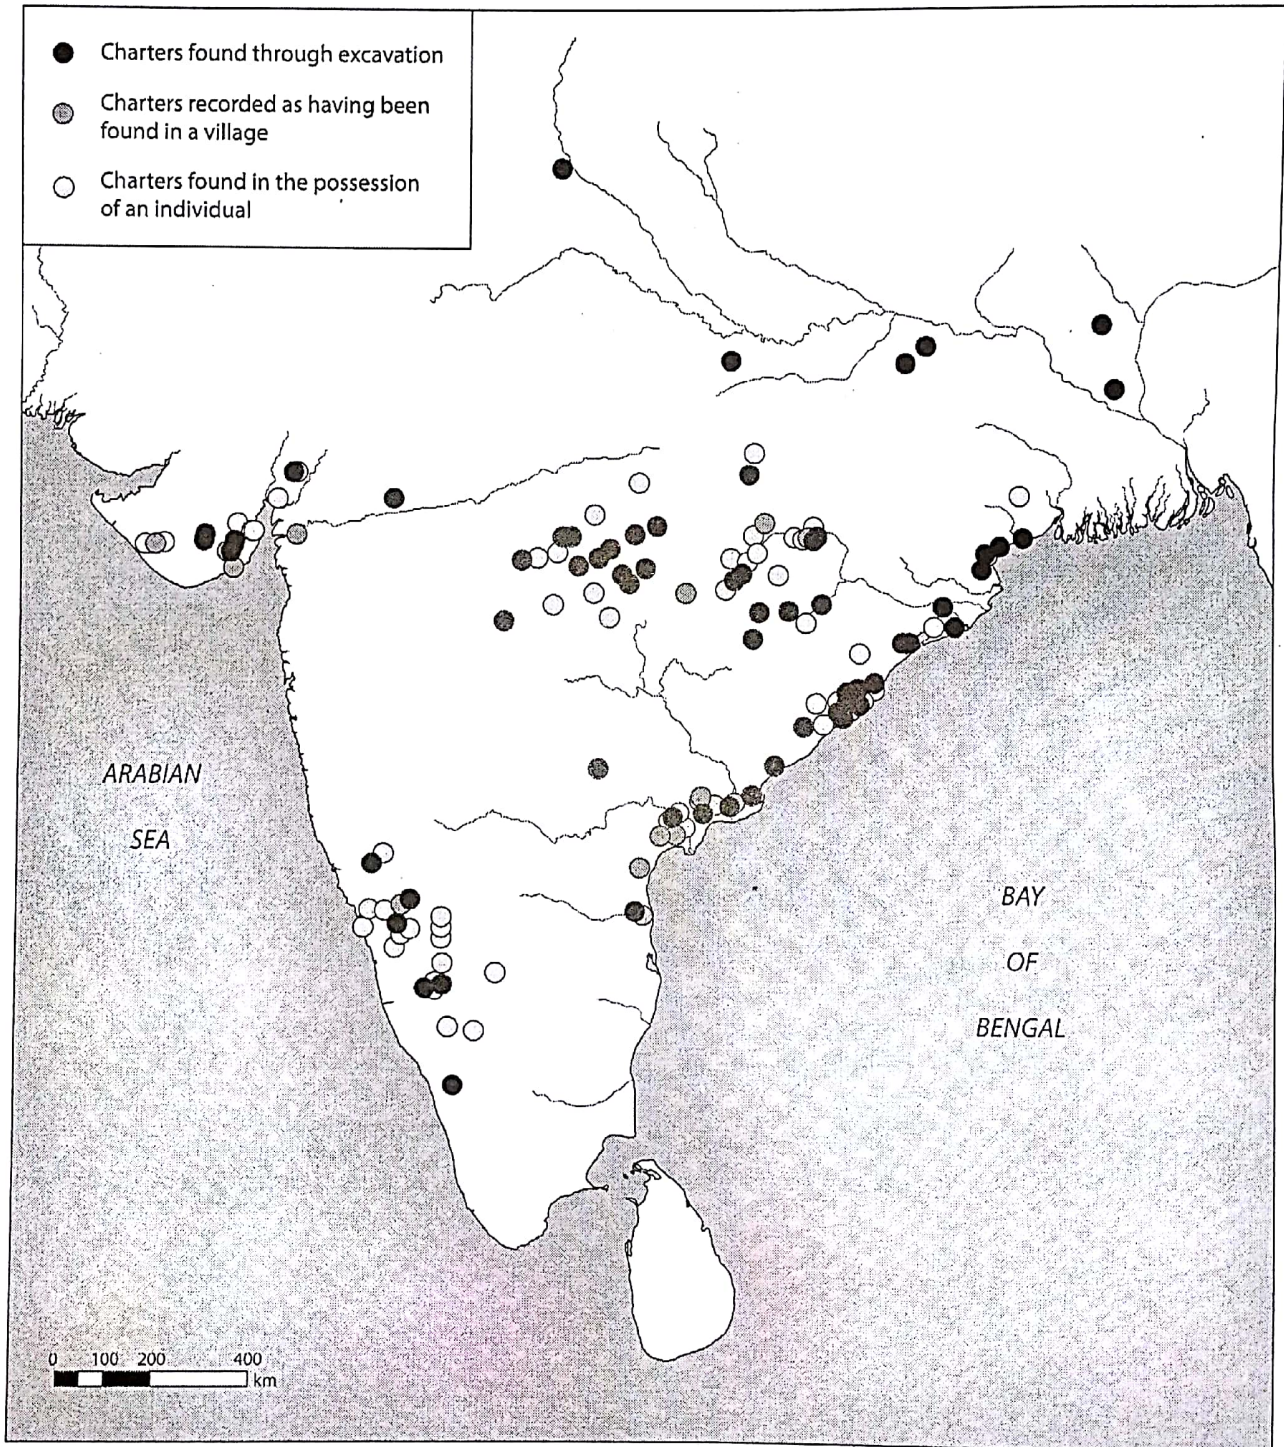 Charters found through excavation
Charters recorded as having been
found in a village
Charters found in the possession
of an individual
ARABIAN
SEA
BAY
OF
BENGAL
0 100 200 400
km